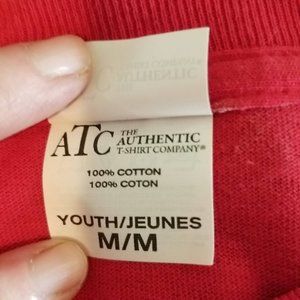 ATC THE
AUTHENTIC
T-SHIRT COMPANY®
100% COTTON
100% COTON
YOUTH/JEUNES
M/M